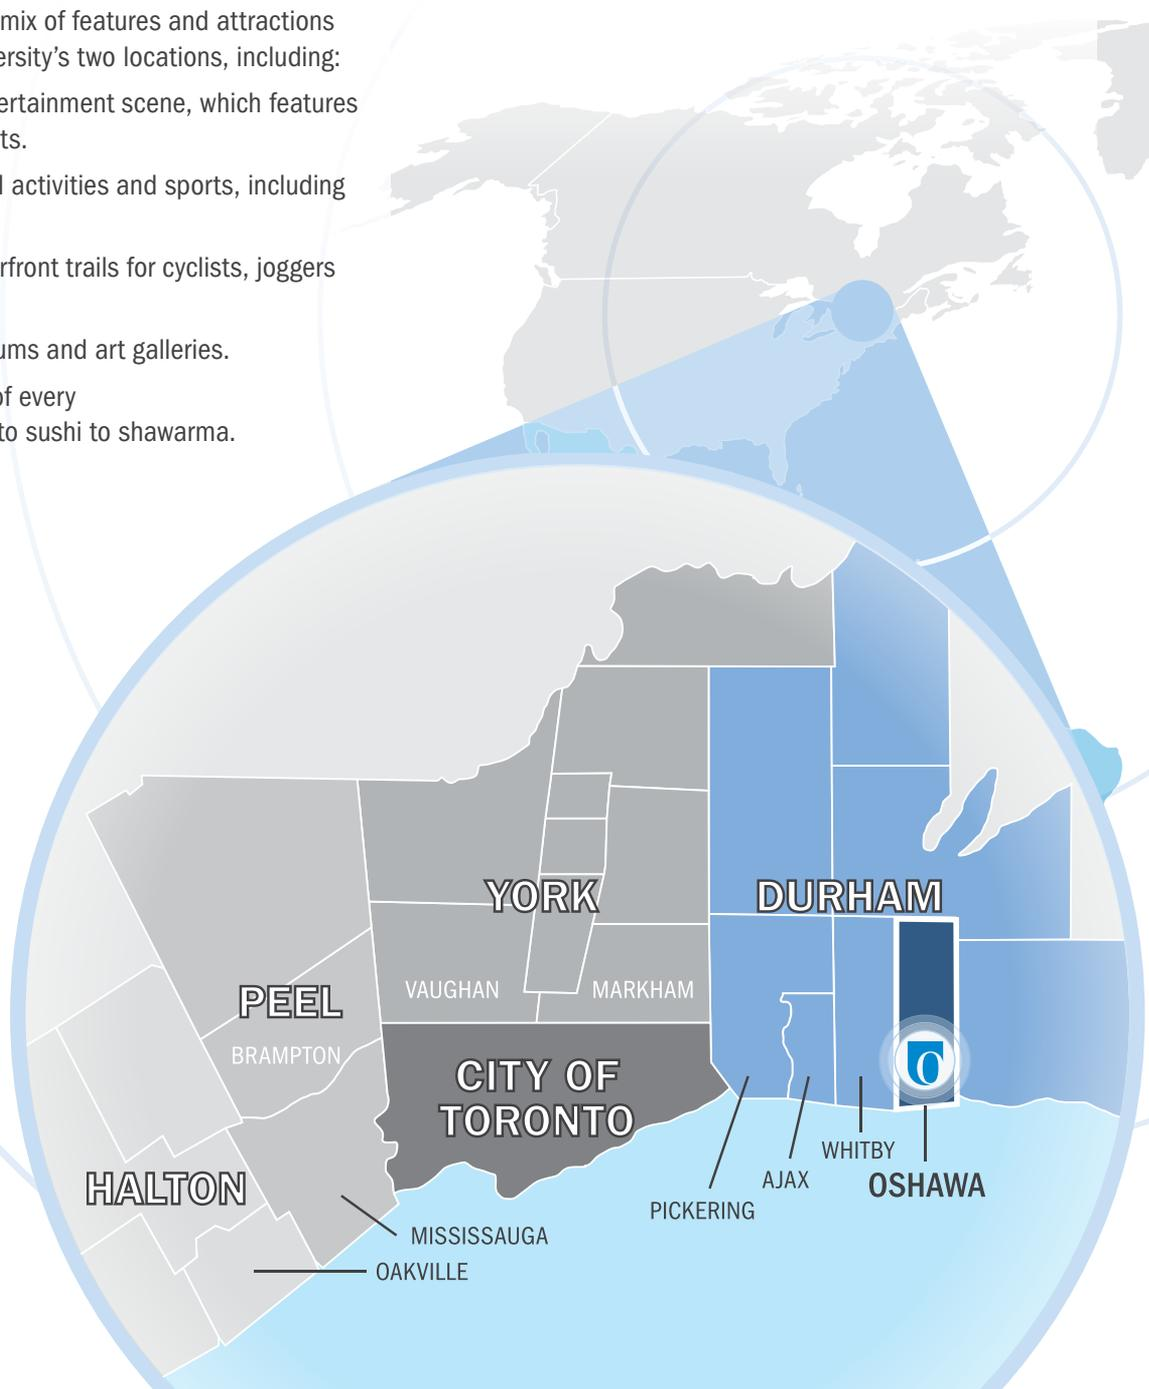 mix of features and attractions
ersity's two locations, including:
ertainment scene, which features
ts.
l activities and sports, including
rfront trails for cyclists, joggers
ums and art galleries.
of every
to sushi to shawarma.
YORK
DURHAM
VAUGHAN
MARKHAM
PEEL
BRAMPTON
CITY OF
TORONTO
HALTON
WHITBY
AJAX
OSHAWA
PICKERING
MISSISSAUGA
OAKVILLE